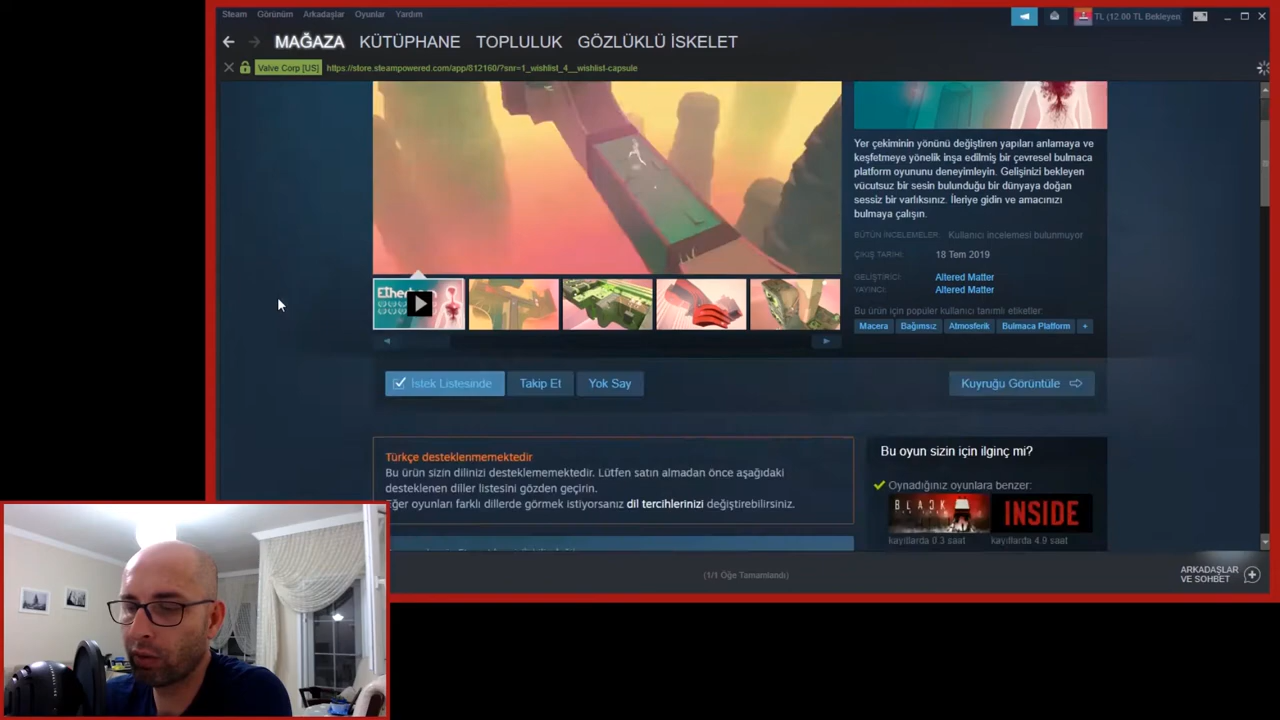 Steam Görünüm Arkadaşlar Oyunlar Yardım
TL (12.00 TL Bekleyen
MAĞAZA KÜTÜPHANE TOPLULUK GÖZLÜKLÜ İSKELET
Valve Corp [US] https://store.steampowered.com/app/812160/?snr=1_wishlist_4__wishlist-capsule
Yer çekiminin yönünü değiştiren yapıları anlamaya ve
keşfetmeye yönelik inşa edilmiş bir çevresel bulmaca
platform oyununu deneyimleyin. Gelişinizi bekleyen
vücutsuz bir sesin bulunduğu bir dünyaya doğan
sessiz bir varlıksınız. İleriye gidin ve amacınızı
bulmaya çalışın.
BÜTÜN İNCELEMELER: Kullanıcı incelemesi bulunmuyor
ÇIKIŞ TARİHİ: 18 Tem 2019
GELİŞTİRİCİ: Altered Matter
YAYINCI: Altered Matter
Bu ürün için popüler kullanıcı tanımlı etiketler:
Macera Bağımsız Atmosferik Bulmaca Platform +
İstek Listesinde Takip Et Yok Say Kuyruğu Görüntüle
Türkçe desteklenmemektedir
Bu ürün sizin dilinizi desteklememektedir. Lütfen satın almadan önce aşağıdaki
desteklenen diller listesini gözden geçirin.
Eğer oyunları farklı dillerde görmek istiyorsanız dil tercihlerinizi değiştirebilirsiniz.
Bu oyun sizin için ilginç mi?
Oynadığınız oyunlara benzer:
BLACK INSIDE
kayıtlarda 0.3 saat kayıtlarda 4.9 saat
(1/1 Öğe Tamamlandı)
ARKADAŞLAR
VE SOHBET